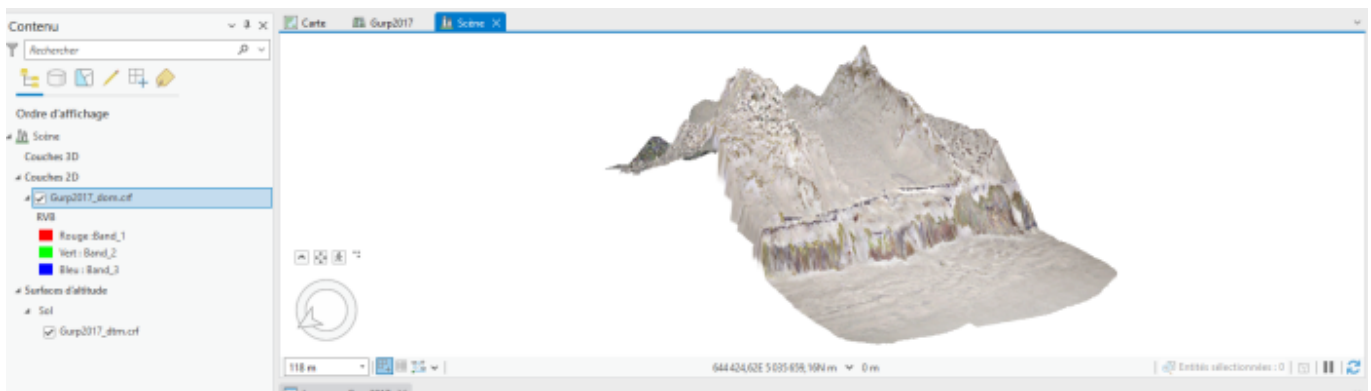 Contenu
Rechercher
Ordre d'affichage
Scène
Couches 3D
Couches 2D
Gurp2017_dom.crf
RVB
Rouge :Band_1
Vert : Band_2
Bleu : Band_3
Surfaces d'altitude
Sol
Gurp2017_dtm.crf
Carte Gurp2017 Scène
118 m
644 424,62E 5 035 659,16N m 0 m
Entités sélectionnées : 0